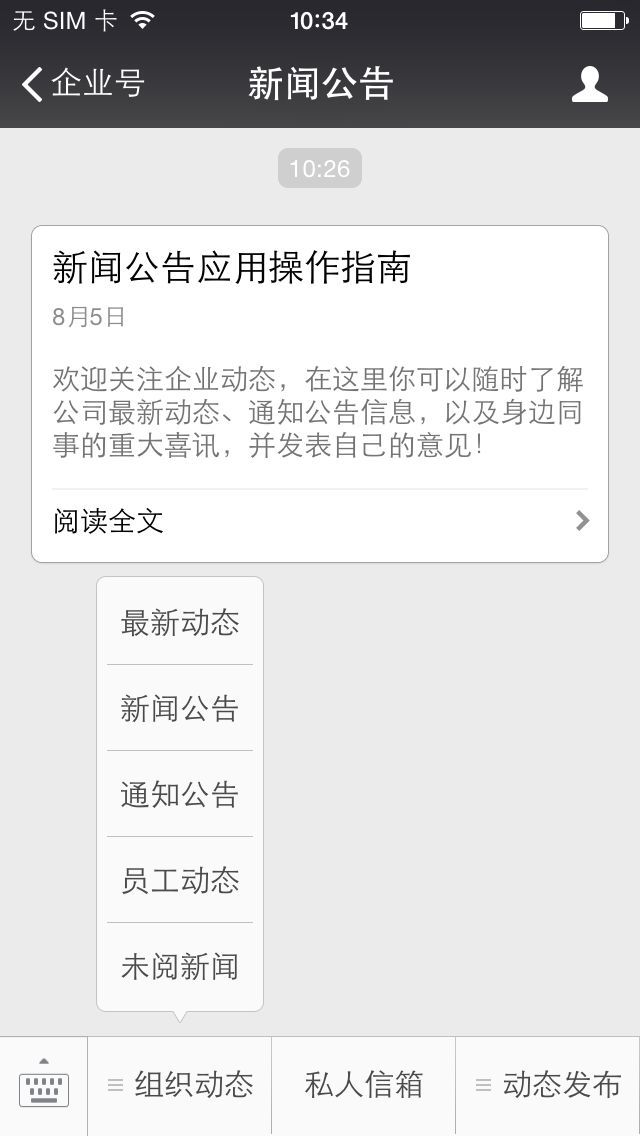 无 SIM 卡 10:34
企业号 新闻公告
10:26
新闻公告应用操作指南
8月5日
欢迎关注企业动态，在这里你可以随时了解
公司最新动态、通知公告信息，以及身边同
事的重大喜讯，并发表自己的意见！
阅读全文
最新动态
新闻公告
通知公告
员工动态
未阅新闻
组织动态 私人信箱 动态发布